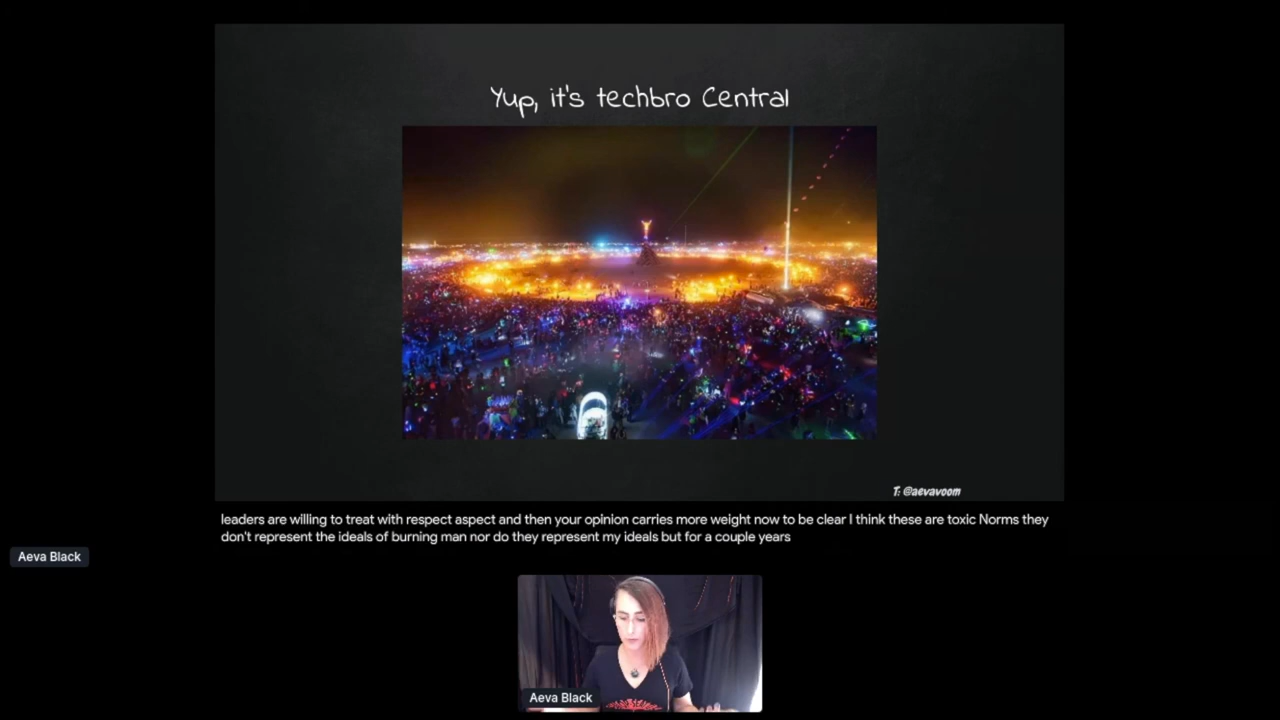 Yup, it's techbro Central
T: @aevavoom
leaders are willing to treat with respect aspect and then your opinion carries more weight now to be clear I think these are toxic Norms they
don't represent the ideals of burning man nor do they represent my ideals but for a couple years
Aeva Black
Aeva Black